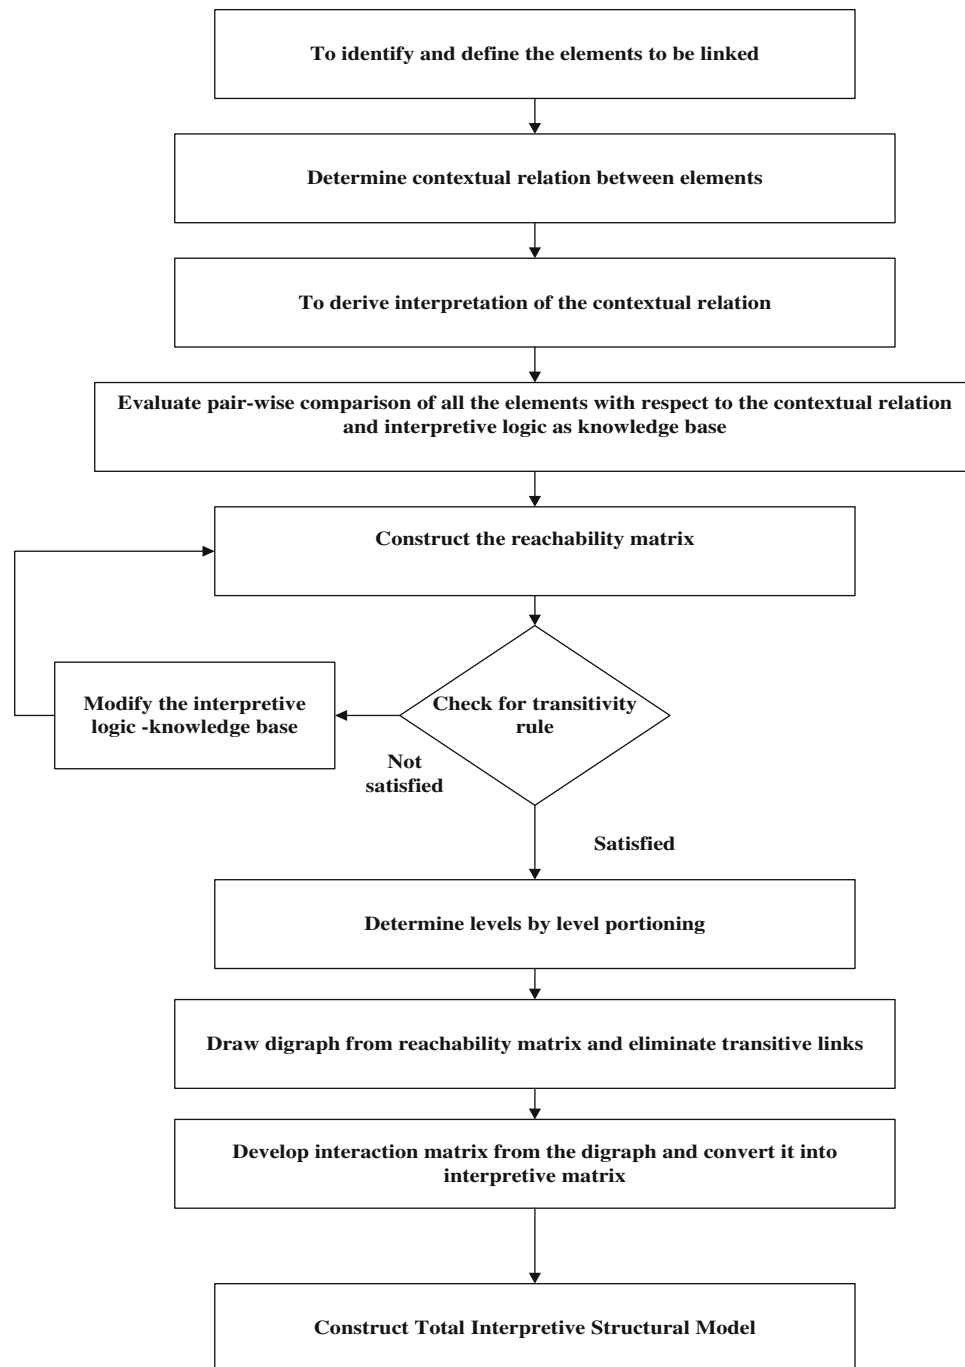 To identify and define the elements to be linked
Determine contextual relation between elements
To derive interpretation of the contextual relation
Evaluate pair-wise comparison of all the elements with respect to the contextual relation
and interpretive logic as knowledge base
Construct the reachability matrix
Check for transitivity
rule
Modify the interpretive
logic -knowledge base
Not
satisfied
Satisfied
Determine levels by level portioning
Draw digraph from reachability matrix and eliminate transitive links
Develop interaction matrix from the digraph and convert it into
interpretive matrix
Construct Total Interpretive Structural Model